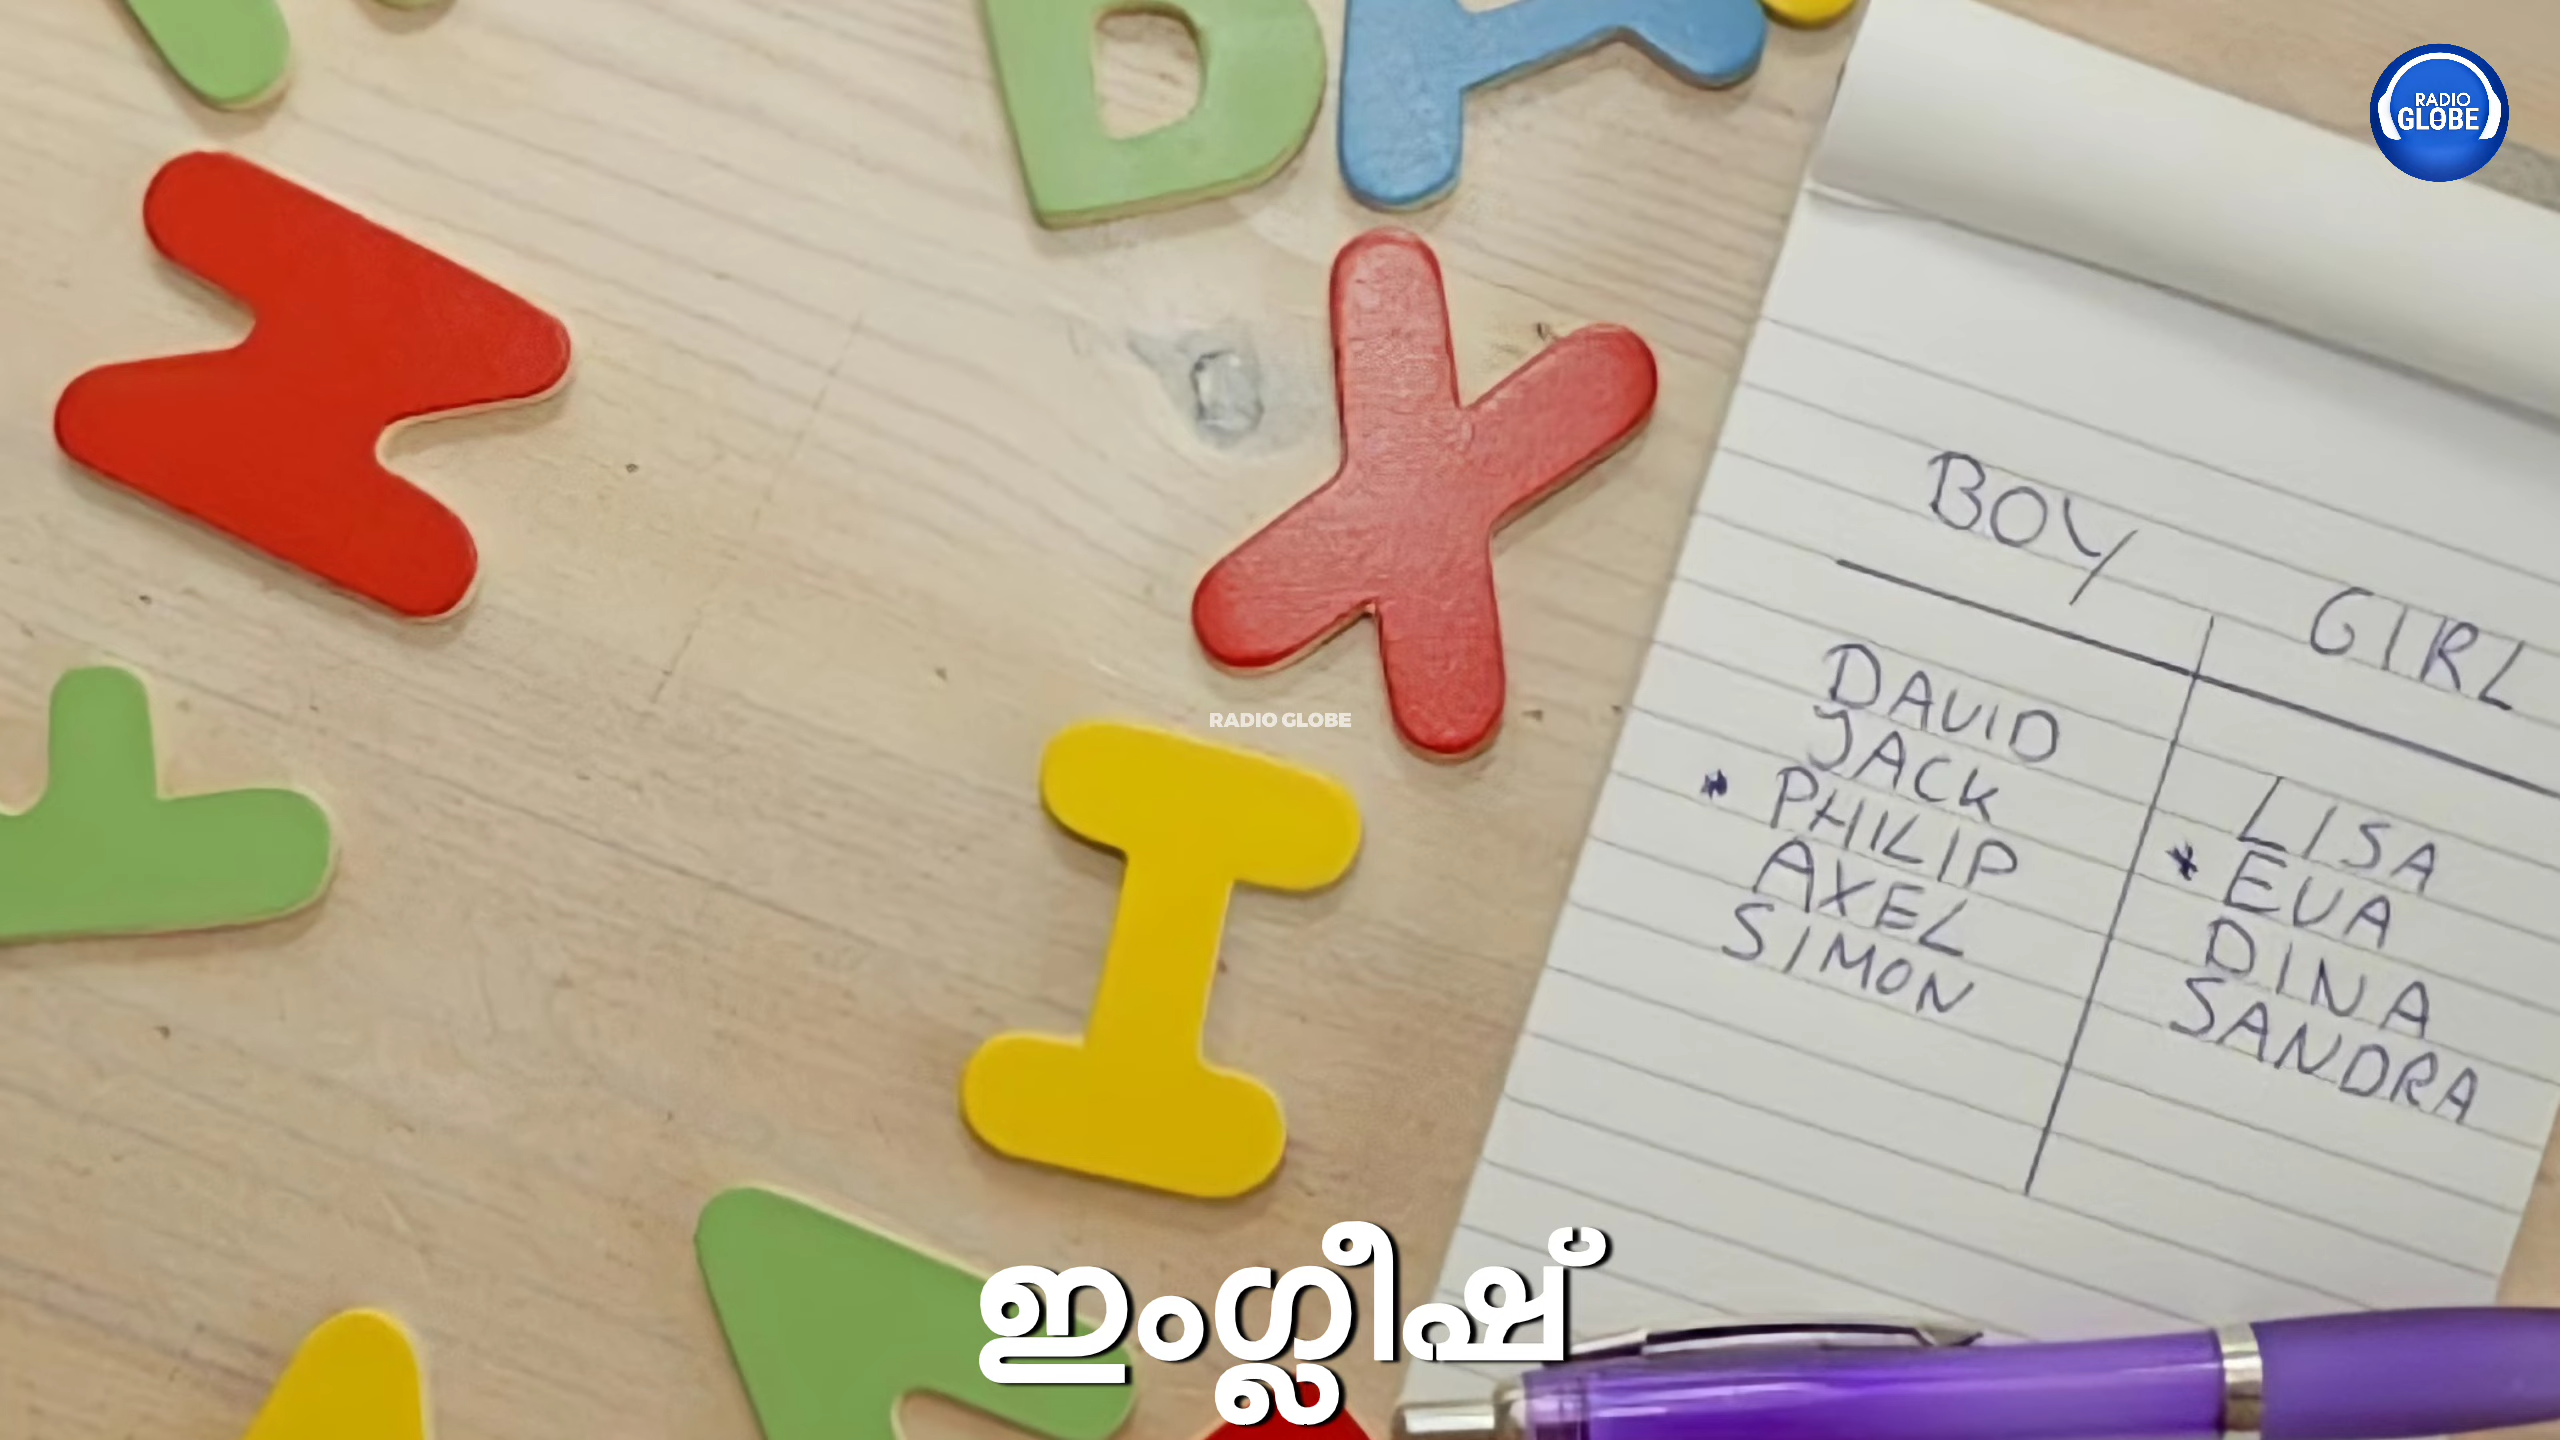 RADIO
GLOBE
BOY GIRL
DAVID
JACK
* PHILIP
AXEL
SIMON
LISA
* EVA
DINA
SANDRA
X
I
RADIO GLOBE
ഇംഗ്ലീഷ്